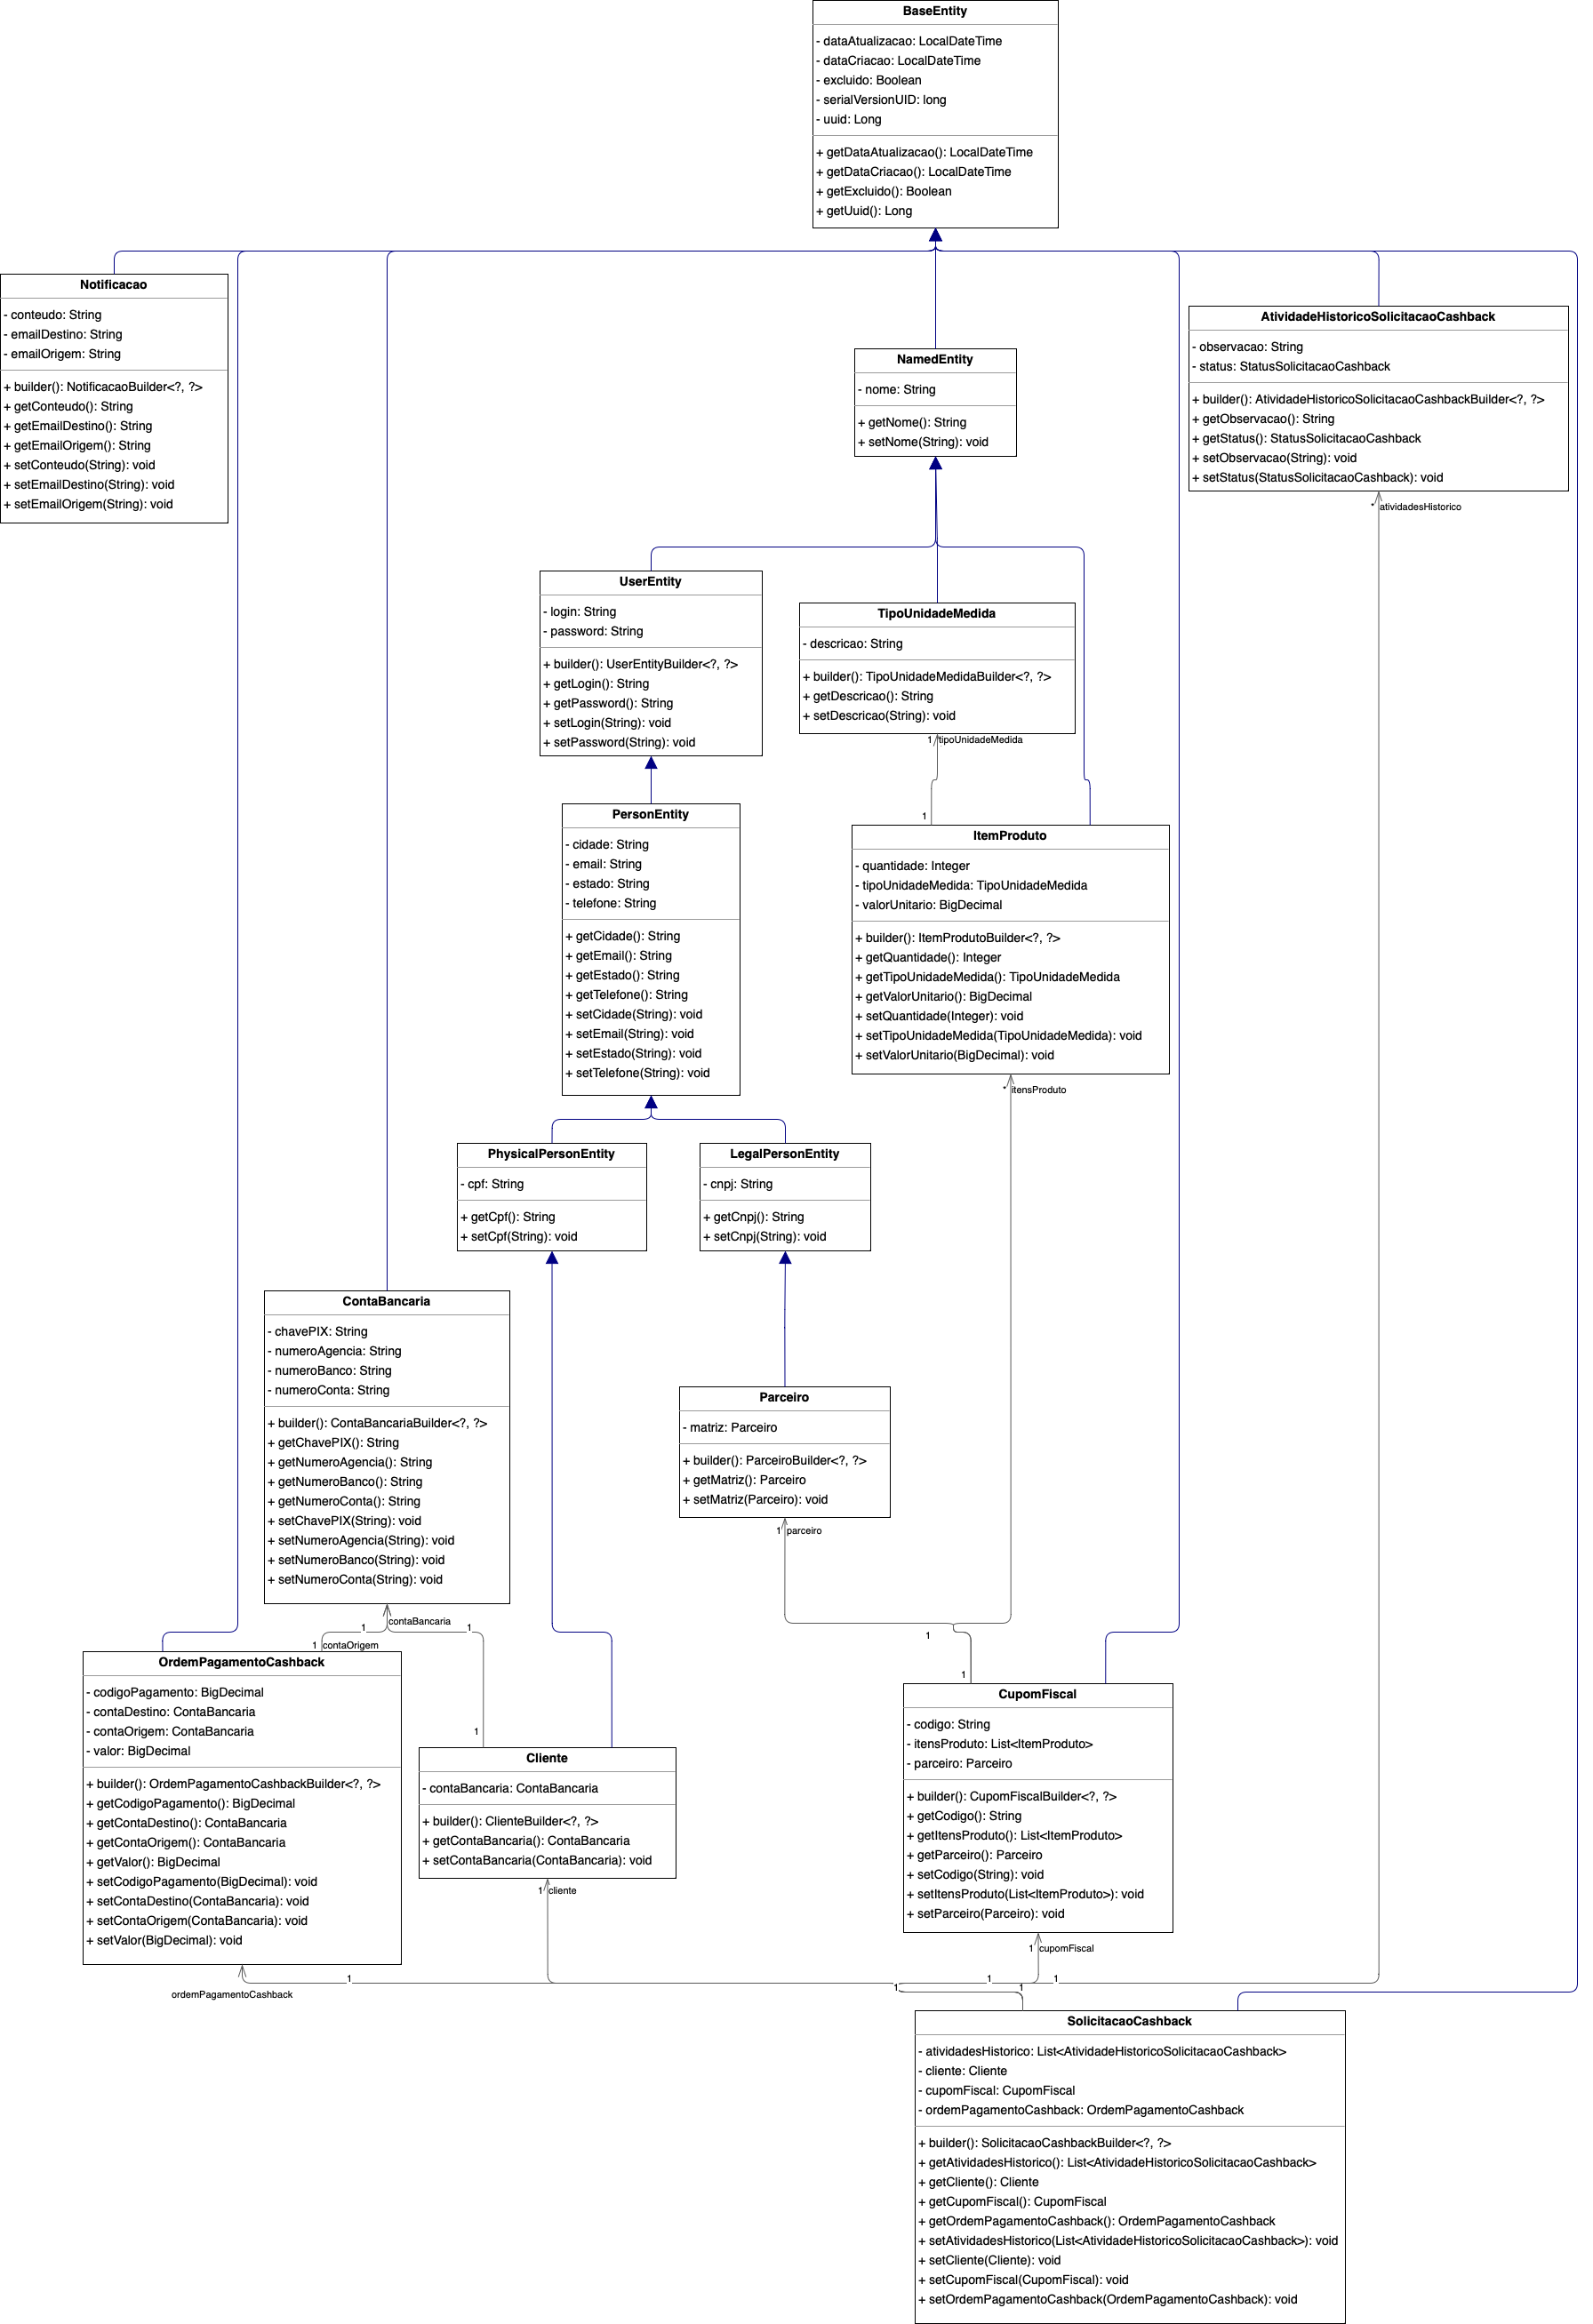 BaseEntity
- dataAtualizacao: LocalDateTime
- dataCriacao: LocalDateTime
- excluido: Boolean
- serialVersionUID: long
- uuid: Long
+ getDataAtualizacao(): LocalDateTime
+ getDataCriacao(): LocalDateTime
+ getExcluido(): Boolean
+ getUuid(): Long
Notificacao
- conteudo: String
- emailDestino: String
- emailOrigem: String
+ builder(): NotificacaoBuilder<?, ?>
+ getConteudo(): String
+ getEmailDestino(): String
+ getEmailOrigem(): String
+ setConteudo(String): void
+ setEmailDestino(String): void
+ setEmailOrigem(String): void
AtividadeHistoricoSolicitacaoCashback
- observacao: String
- status: StatusSolicitacaoCashback
+ builder(): AtividadeHistoricoSolicitacaoCashbackBuilder<?, ?>
+ getObservacao(): String
+ getStatus(): StatusSolicitacaoCashback
+ setObservacao(String): void
+ setStatus(StatusSolicitacaoCashback): void
* atividadesHistorico
NamedEntity
- nome: String
+ getNome(): String
+ setNome(String): void
UserEntity
- login: String
- password: String
+ builder(): UserEntityBuilder<?, ?>
+ getLogin(): String
+ getPassword(): String
+ setLogin(String): void
+ setPassword(String): void
TipoUnidadeMedida
- descricao: String
+ builder(): TipoUnidadeMedidaBuilder<?, ?>
+ getDescricao(): String
+ setDescricao(String): void
1 tipoUnidadeMedida
1
PersonEntity
- cidade: String
- email: String
- estado: String
- telefone: String
+ getCidade(): String
+ getEmail(): String
+ getEstado(): String
+ getTelefone(): String
+ setCidade(String): void
+ setEmail(String): void
+ setEstado(String): void
+ setTelefone(String): void
ItemProduto
- quantidade: Integer
- tipoUnidadeMedida: TipoUnidadeMedida
- valorUnitario: BigDecimal
+ builder(): ItemProdutoBuilder<?, ?>
+ getQuantidade(): Integer
+ getTipoUnidadeMedida(): TipoUnidadeMedida
+ getValorUnitario(): BigDecimal
+ setQuantidade(Integer): void
+ setTipoUnidadeMedida(TipoUnidadeMedida): void
+ setValorUnitario(BigDecimal): void
* itensProduto
PhysicalPersonEntity
- cpf: String
+ getCpf(): String
+ setCpf(String): void
LegalPersonEntity
- cnpj: String
+ getCnpj(): String
+ setCnpj(String): void
ContaBancaria
- chavePIX: String
- numeroAgencia: String
- numeroBanco: String
- numeroConta: String
+ builder(): ContaBancariaBuilder<?, ?>
+ getChavePIX(): String
+ getNumeroAgencia(): String
+ getNumeroBanco(): String
+ getNumeroConta(): String
+ setChavePIX(String): void
+ setNumeroAgencia(String): void
+ setNumeroBanco(String): void
+ setNumeroConta(String): void
Parceiro
- matriz: Parceiro
+ builder(): ParceiroBuilder<?, ?>
+ getMatriz(): Parceiro
+ setMatriz(Parceiro): void
1 parceiro
contaBancaria
1
1
1 contaOrigem
1
1
1
OrdemPagamentoCashback
- codigoPagamento: BigDecimal
- contaDestino: ContaBancaria
- contaOrigem: ContaBancaria
- valor: BigDecimal
+ builder(): OrdemPagamentoCashbackBuilder<?, ?>
+ getCodigoPagamento(): BigDecimal
+ getContaDestino(): ContaBancaria
+ getContaOrigem(): ContaBancaria
+ getValor(): BigDecimal
+ setCodigoPagamento(BigDecimal): void
+ setContaDestino(ContaBancaria): void
+ setContaOrigem(ContaBancaria): void
+ setValor(BigDecimal): void
Cliente
- contaBancaria: ContaBancaria
+ builder(): ClienteBuilder<?, ?>
+ getContaBancaria(): ContaBancaria
+ setContaBancaria(ContaBancaria): void
1 cliente
CupomFiscal
- codigo: String
- itensProduto: List<ItemProduto>
- parceiro: Parceiro
+ builder(): CupomFiscalBuilder<?, ?>
+ getCodigo(): String
+ getItensProduto(): List<ItemProduto>
+ getParceiro(): Parceiro
+ setCodigo(String): void
+ setItensProduto(List<ItemProduto>): void
+ setParceiro(Parceiro): void
1 cupomFiscal
1
1
1
1
1
ordemPagamentoCashback
SolicitacaoCashback
- atividadesHistorico: List<AtividadeHistoricoSolicitacaoCashback>
- cliente: Cliente
- cupomFiscal: CupomFiscal
- ordemPagamentoCashback: OrdemPagamentoCashback
+ builder(): SolicitacaoCashbackBuilder<?, ?>
+ getAtividadesHistorico(): List<AtividadeHistoricoSolicitacaoCashback>
+ getCliente(): Cliente
+ getCupomFiscal(): CupomFiscal
+ getOrdemPagamentoCashback(): OrdemPagamentoCashback
+ setAtividadesHistorico(List<AtividadeHistoricoSolicitacaoCashback>): void
+ setCliente(Cliente): void
+ setCupomFiscal(CupomFiscal): void
+ setOrdemPagamentoCashback(OrdemPagamentoCashback): void